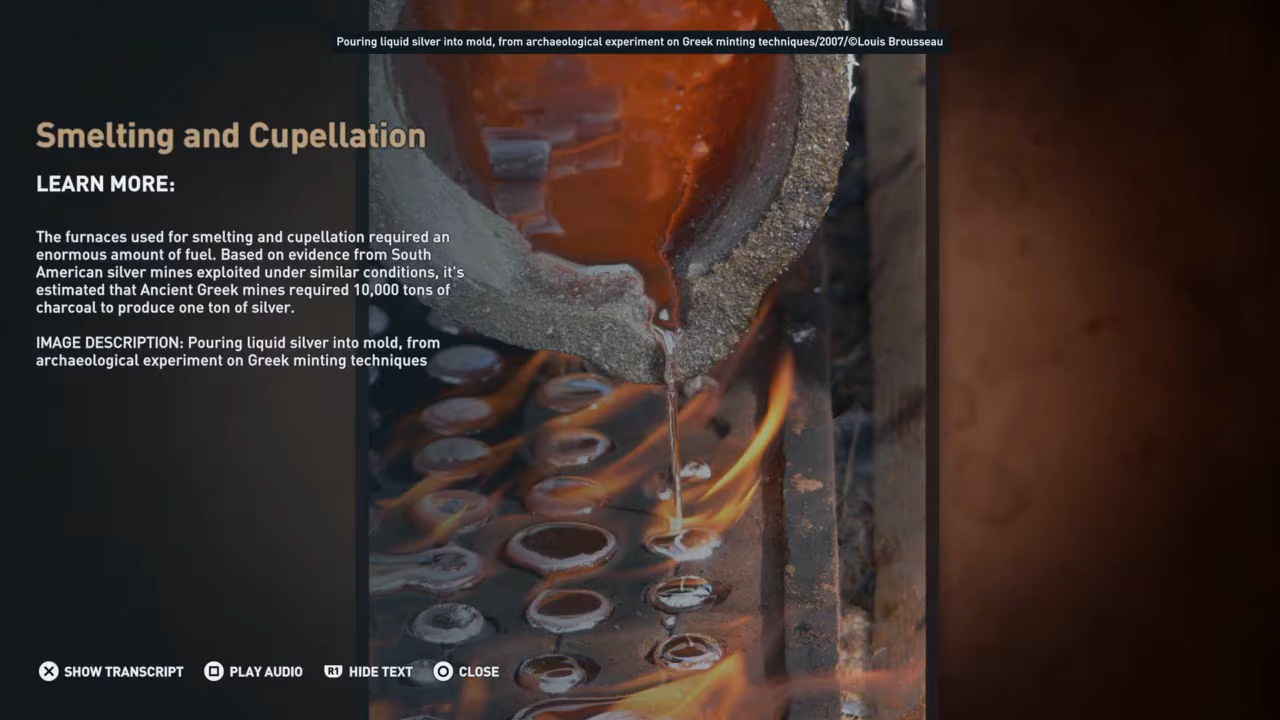 Pouring liquid silver into mold, from archaeological experiment on Greek minting techniques/2007/©Louis Brousseau
Smelting and Cupellation
LEARN MORE:
The furnaces used for smelting and cupellation required an
enormous amount of fuel. Based on evidence from South
American silver mines exploited under similar conditions, it's
estimated that Ancient Greek mines required 10,000 tons of
charcoal to produce one ton of silver.
IMAGE DESCRIPTION: Pouring liquid silver into mold, from
archaeological experiment on Greek minting techniques
SHOW TRANSCRIPT PLAY AUDIO R1 HIDE TEXT CLOSE